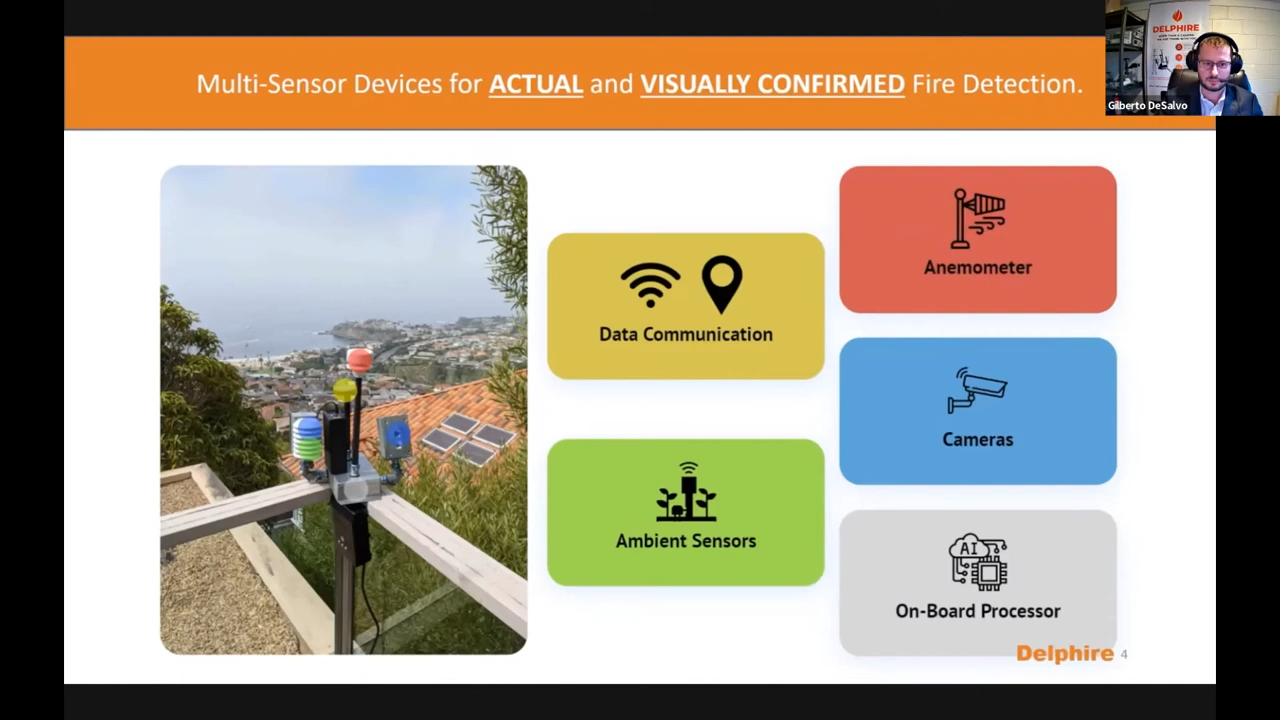 Multi-Sensor Devices for ACTUAL and VISUALLY CONFIRMED Fire Detection.
DELPHIRE
Gilberto DeSalvo
Anemometer
Data Communication
Cameras
Ambient Sensors
AI
On-Board Processor
Delphire 4